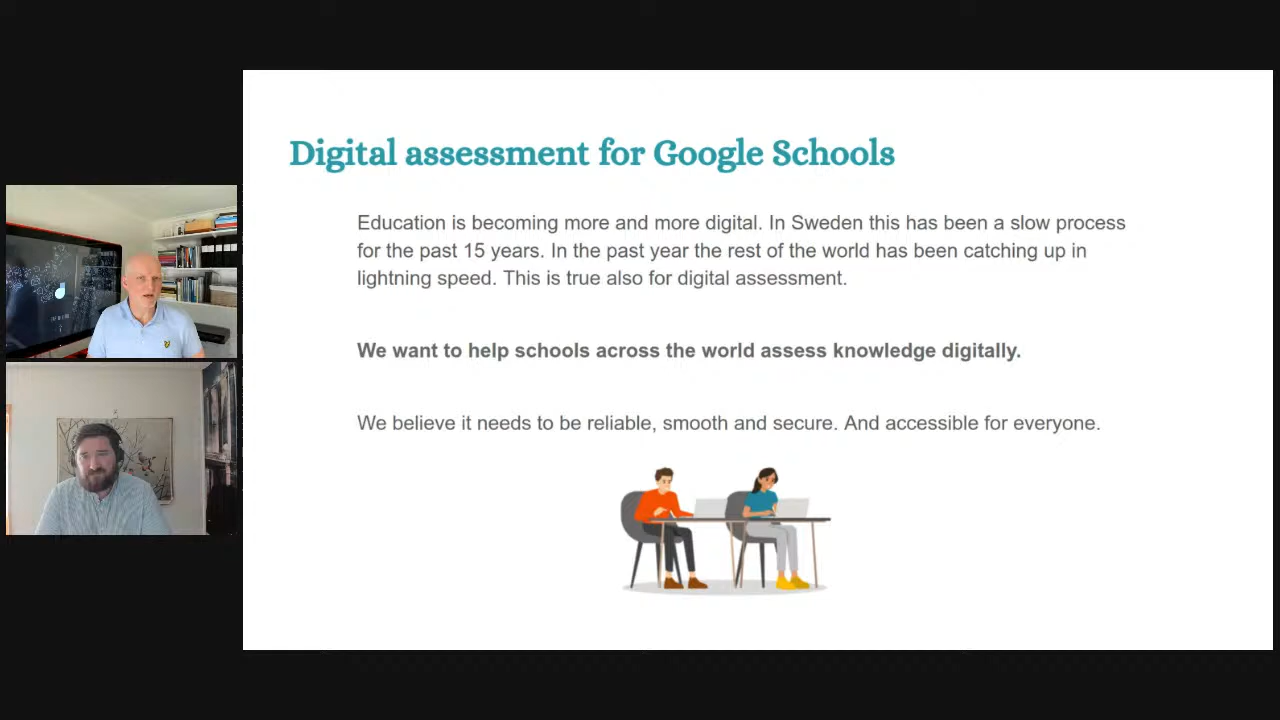 Digital assessment for Google Schools
Education is becoming more and more digital. In Sweden this has been a slow process
for the past 15 years. In the past year the rest of the world has been catching up in
lightning speed. This is true also for digital assessment.
We want to help schools across the world assess knowledge digitally.
We believe it needs to be reliable, smooth and secure. And accessible for everyone.